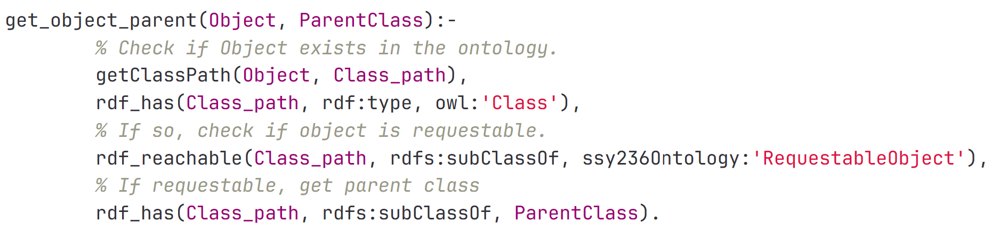 get_object_parent(Object, ParentClass):-
% Check if Object exists in the ontology.
getClassPath(Object, Class_path),
rdf_has(Class_path, rdf:type, owl:'Class'),
% If so, check if object is requestable.
rdf_reachable(Class_path, rdfs:subClassOf, ssy236Ontology:'RequestableObject'),
% If requestable, get parent class
rdf_has(Class_path, rdfs:subClassOf, ParentClass).